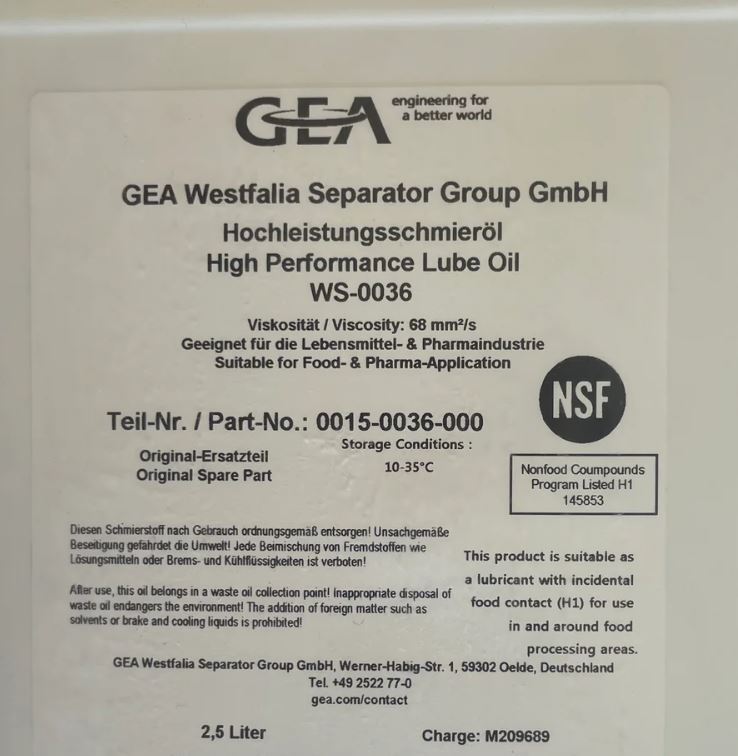 GEA engineering for
a better world
GEA Westfalia Separator Group GmbH
Hochleistungsschmieröl
High Performance Lube Oil
WS-0036
Viskosität / Viscosity: 68 mm²/s
Geeignet für die Lebensmittel- & Pharmaindustrie
Suitable for Food- & Pharma-Application
NSF
Teil-Nr. / Part-No.: 0015-0036-000
Storage Conditions :
10-35°C
Original-Ersatzteil
Original Spare Part
Nonfood Coumpounds
Program Listed H1
145853
Diesen Schmierstoff nach Gebrauch ordnungsgemäß entsorgen! Unsachgemäße
Beseitigung gefährdet die Umwelt! Jede Beimischung von Fremdstoffen wie
Lösungsmitteln oder Brems- und Kühlflüssigkeiten ist verboten!
After use, this oil belongs in a waste oil collection point! Inappropriate disposal of
waste oil endangers the environment! The addition of foreign matter such as
solvents or brake and cooling liquids is prohibited!
This product is suitable as
a lubricant with incidental
food contact (H1) for use
in and around food
processing areas.
GEA Westfalia Separator Group GmbH, Werner-Habig-Str. 1, 59302 Oelde, Deutschland
Tel. +49 2522 77-0
gea.com/contact
2,5 Liter
Charge: M209689